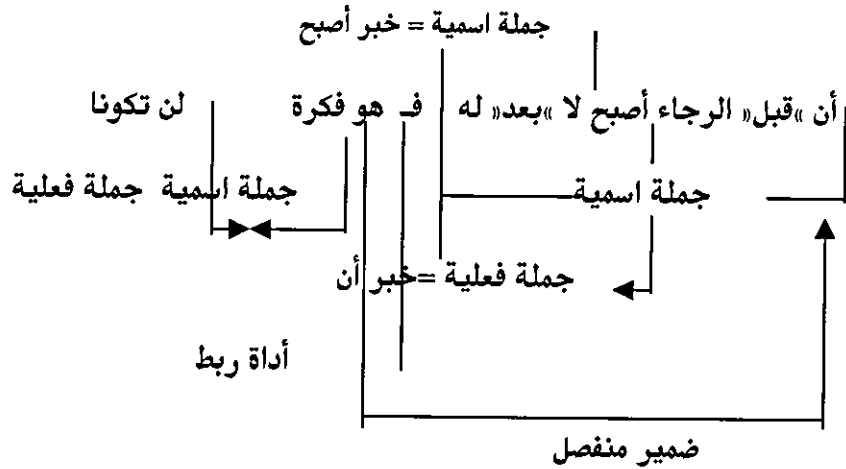 جملة اسمية = خبر أصبح
أن »قبل« الرجاء أصبح لا »بعد« له فـ هو فكرة لن تكونا
جملة اسمية جملة اسمية جملة فعلية
جملة فعلية =خبر أن
أداة ربط
ضمير منفصل